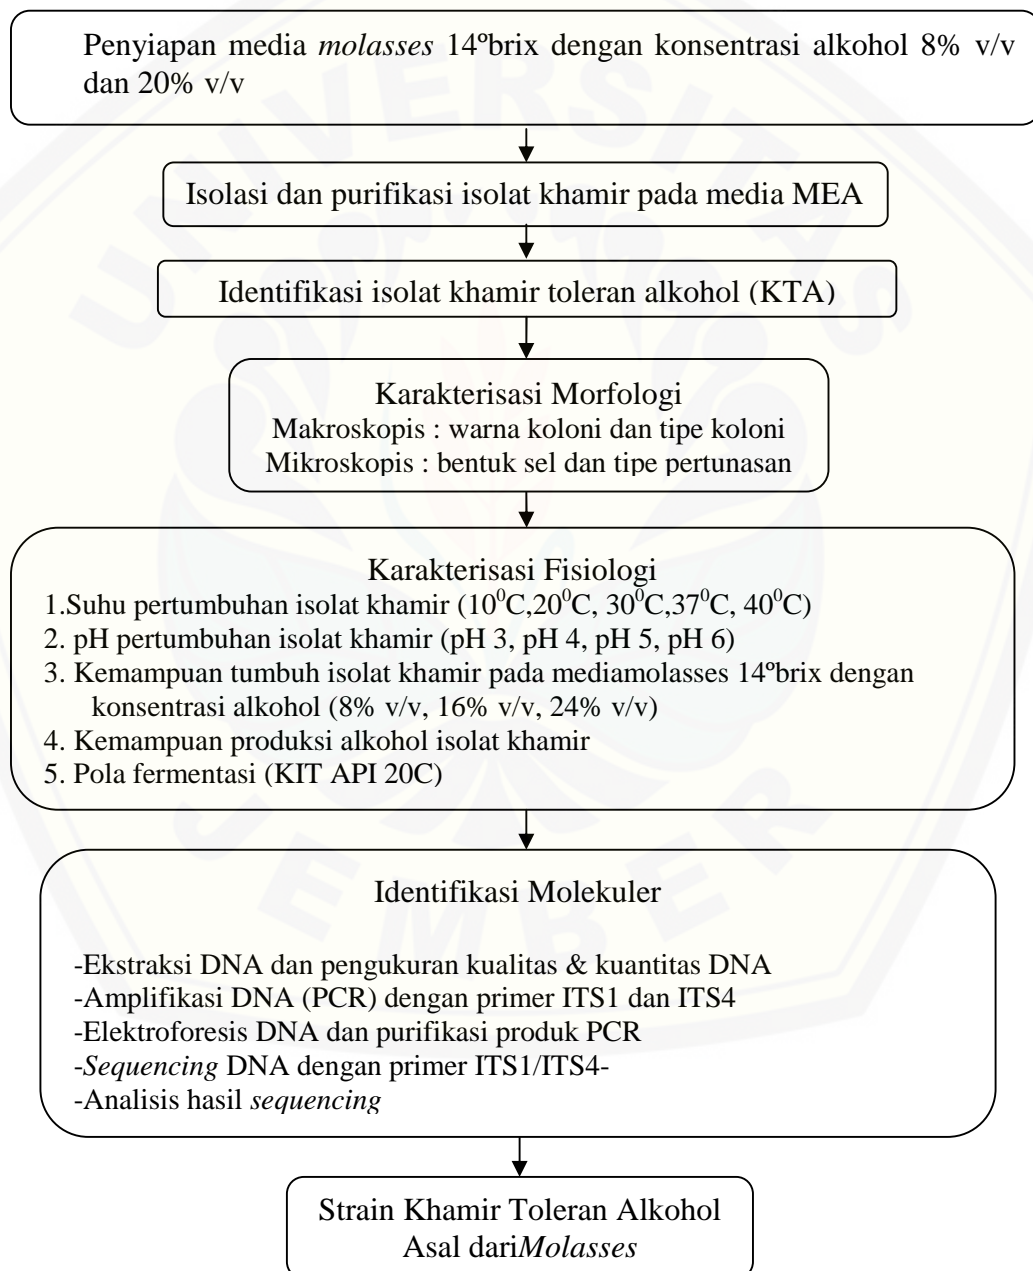 Penyiapan media molasses 14ºbrix dengan konsentrasi alkohol 8% v/v
dan 20% v/v
Isolasi dan purifikasi isolat khamir pada media MEA
Identifikasi isolat khamir toleran alkohol (KTA)
Karakterisasi Morfologi
Makroskopis : warna koloni dan tipe koloni
Mikroskopis : bentuk sel dan tipe pertunasan
Karakterisasi Fisiologi
1.Suhu pertumbuhan isolat khamir (10⁰C,20⁰C, 30⁰C,37⁰C, 40⁰C)
2. pH pertumbuhan isolat khamir (pH 3, pH 4, pH 5, pH 6)
3. Kemampuan tumbuh isolat khamir pada mediamolasses 14ºbrix dengan
konsentrasi alkohol (8% v/v, 16% v/v, 24% v/v)
4. Kemampuan produksi alkohol isolat khamir
5. Pola fermentasi (KIT API 20C)
Identifikasi Molekuler
-Ekstraksi DNA dan pengukuran kualitas & kuantitas DNA
-Amplifikasi DNA (PCR) dengan primer ITS1 dan ITS4
-Elektroforesis DNA dan purifikasi produk PCR
-Sequencing DNA dengan primer ITS1/ITS4-
-Analisis hasil sequencing
Strain Khamir Toleran Alkohol
Asal dariMolasses
UNIVERSITAS
JEMBER